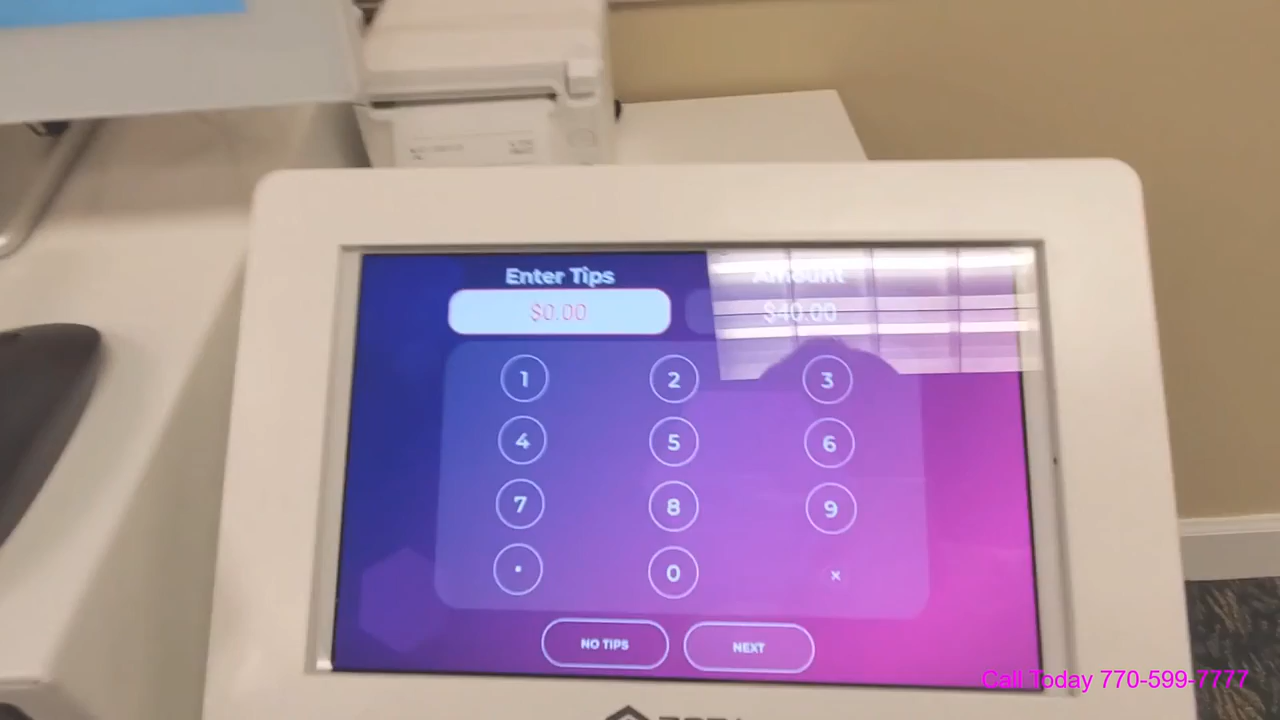 Enter Tips
Amount
$0.00
$40.00
1 2 3
4 5 6
7 8 9
. 0 ×
NO TIPS
NEXT
Call Today 770-599-7777